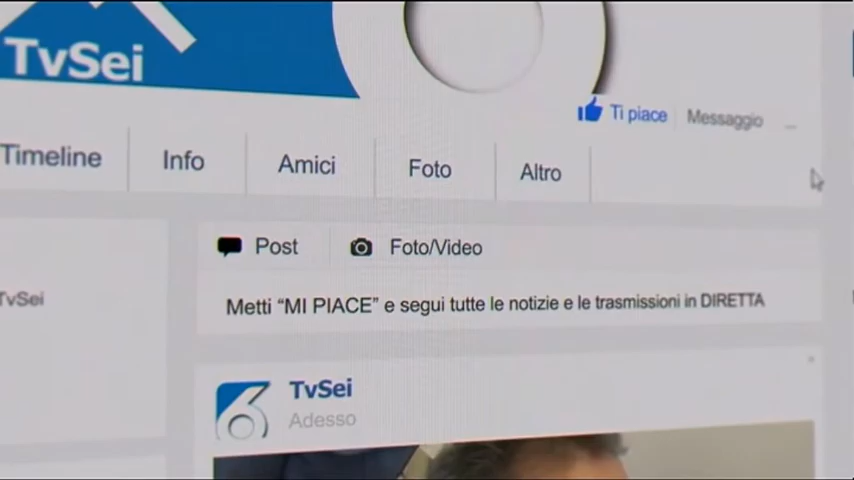 TvSei
Ti piace Messaggio
Timeline Info Amici Foto Altro
Post Foto/Video
TvSei
Metti “MI PIACE” e segui tutte le notizie e le trasmissioni in DIRETTA
TvSei
Adesso